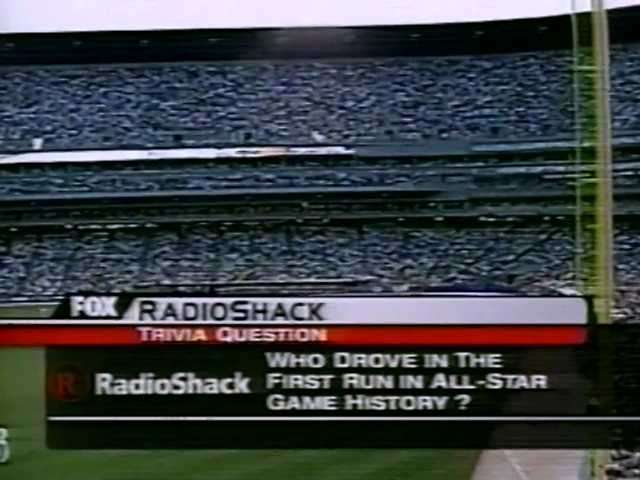 FOX RADIOSHACK
TRIVIA QUESTION
R RadioShack
WHO DROVE IN THE
FIRST RUN IN ALL-STAR
GAME HISTORY ?